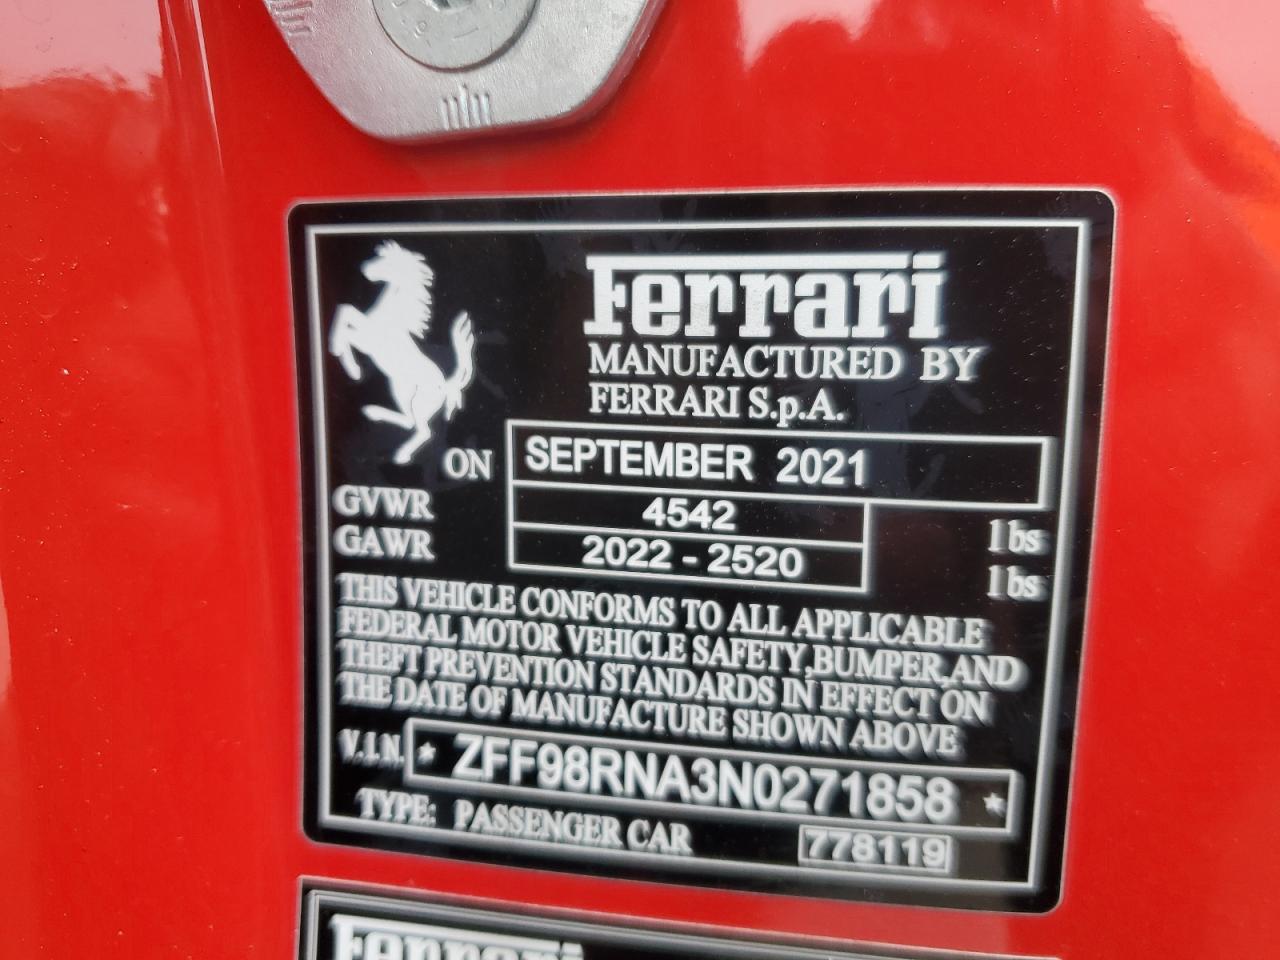 Ferrari
MANUFACTURED BY
FERRARI S.p.A.
ON SEPTEMBER 2021
GVWR 4542 lbs
GAWR 2022 - 2520 lbs
THIS VEHICLE CONFORMS TO ALL APPLICABLE
FEDERAL MOTOR VEHICLE SAFETY, BUMPER, AND
THEFT PREVENTION STANDARDS IN EFFECT ON
THE DATE OF MANUFACTURE SHOWN ABOVE
V.I.N. * ZFF98RNA3N0271858 *
TYPE: PASSENGER CAR 778119
Ferrari